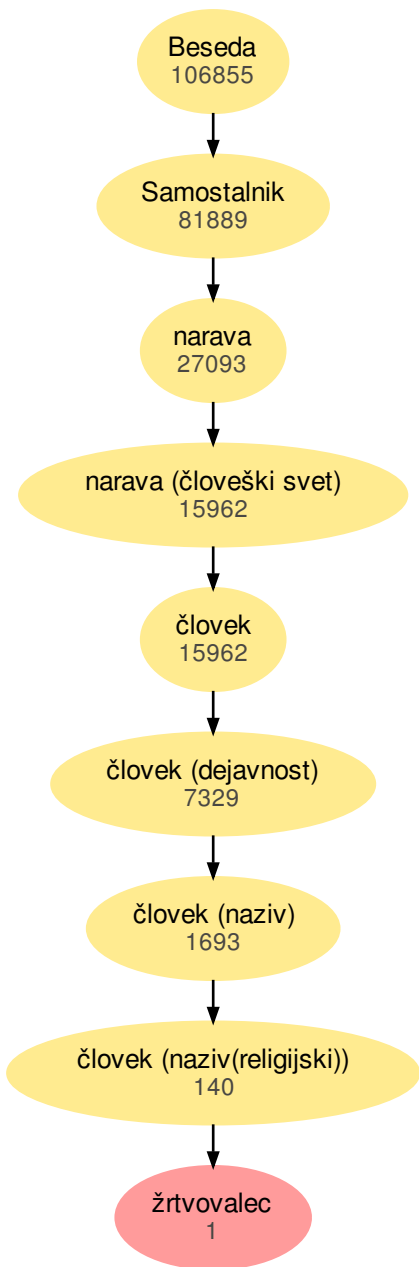 Beseda
106855
Samostalnik
81889
narava
27093
narava (človeški svet)
15962
človek
15962
človek (dejavnost)
7329
človek (naziv)
1693
človek (naziv(religijski))
140
žrtvovalec
1